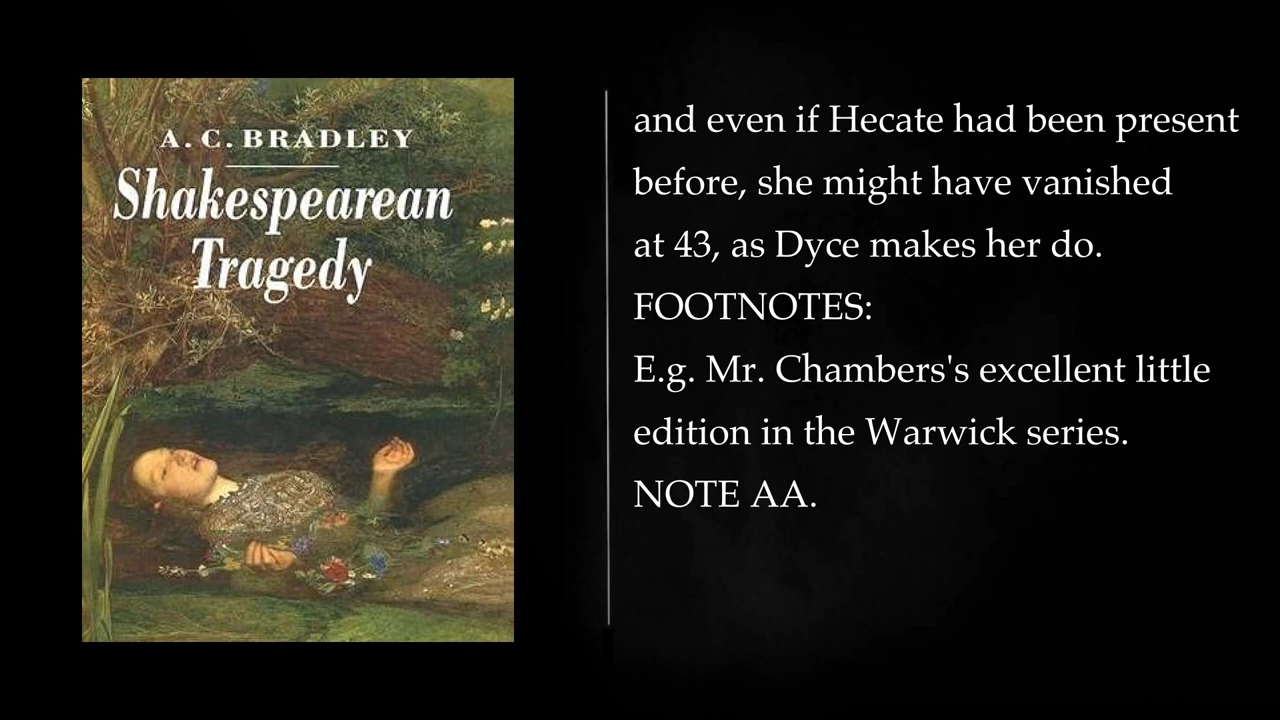 A. C. BRADLEY
Shakespearean
Tragedy
and even if Hecate had been present
before, she might have vanished
at 43, as Dyce makes her do.
FOOTNOTES:
E.g. Mr. Chambers's excellent little
edition in the Warwick series.
NOTE AA.